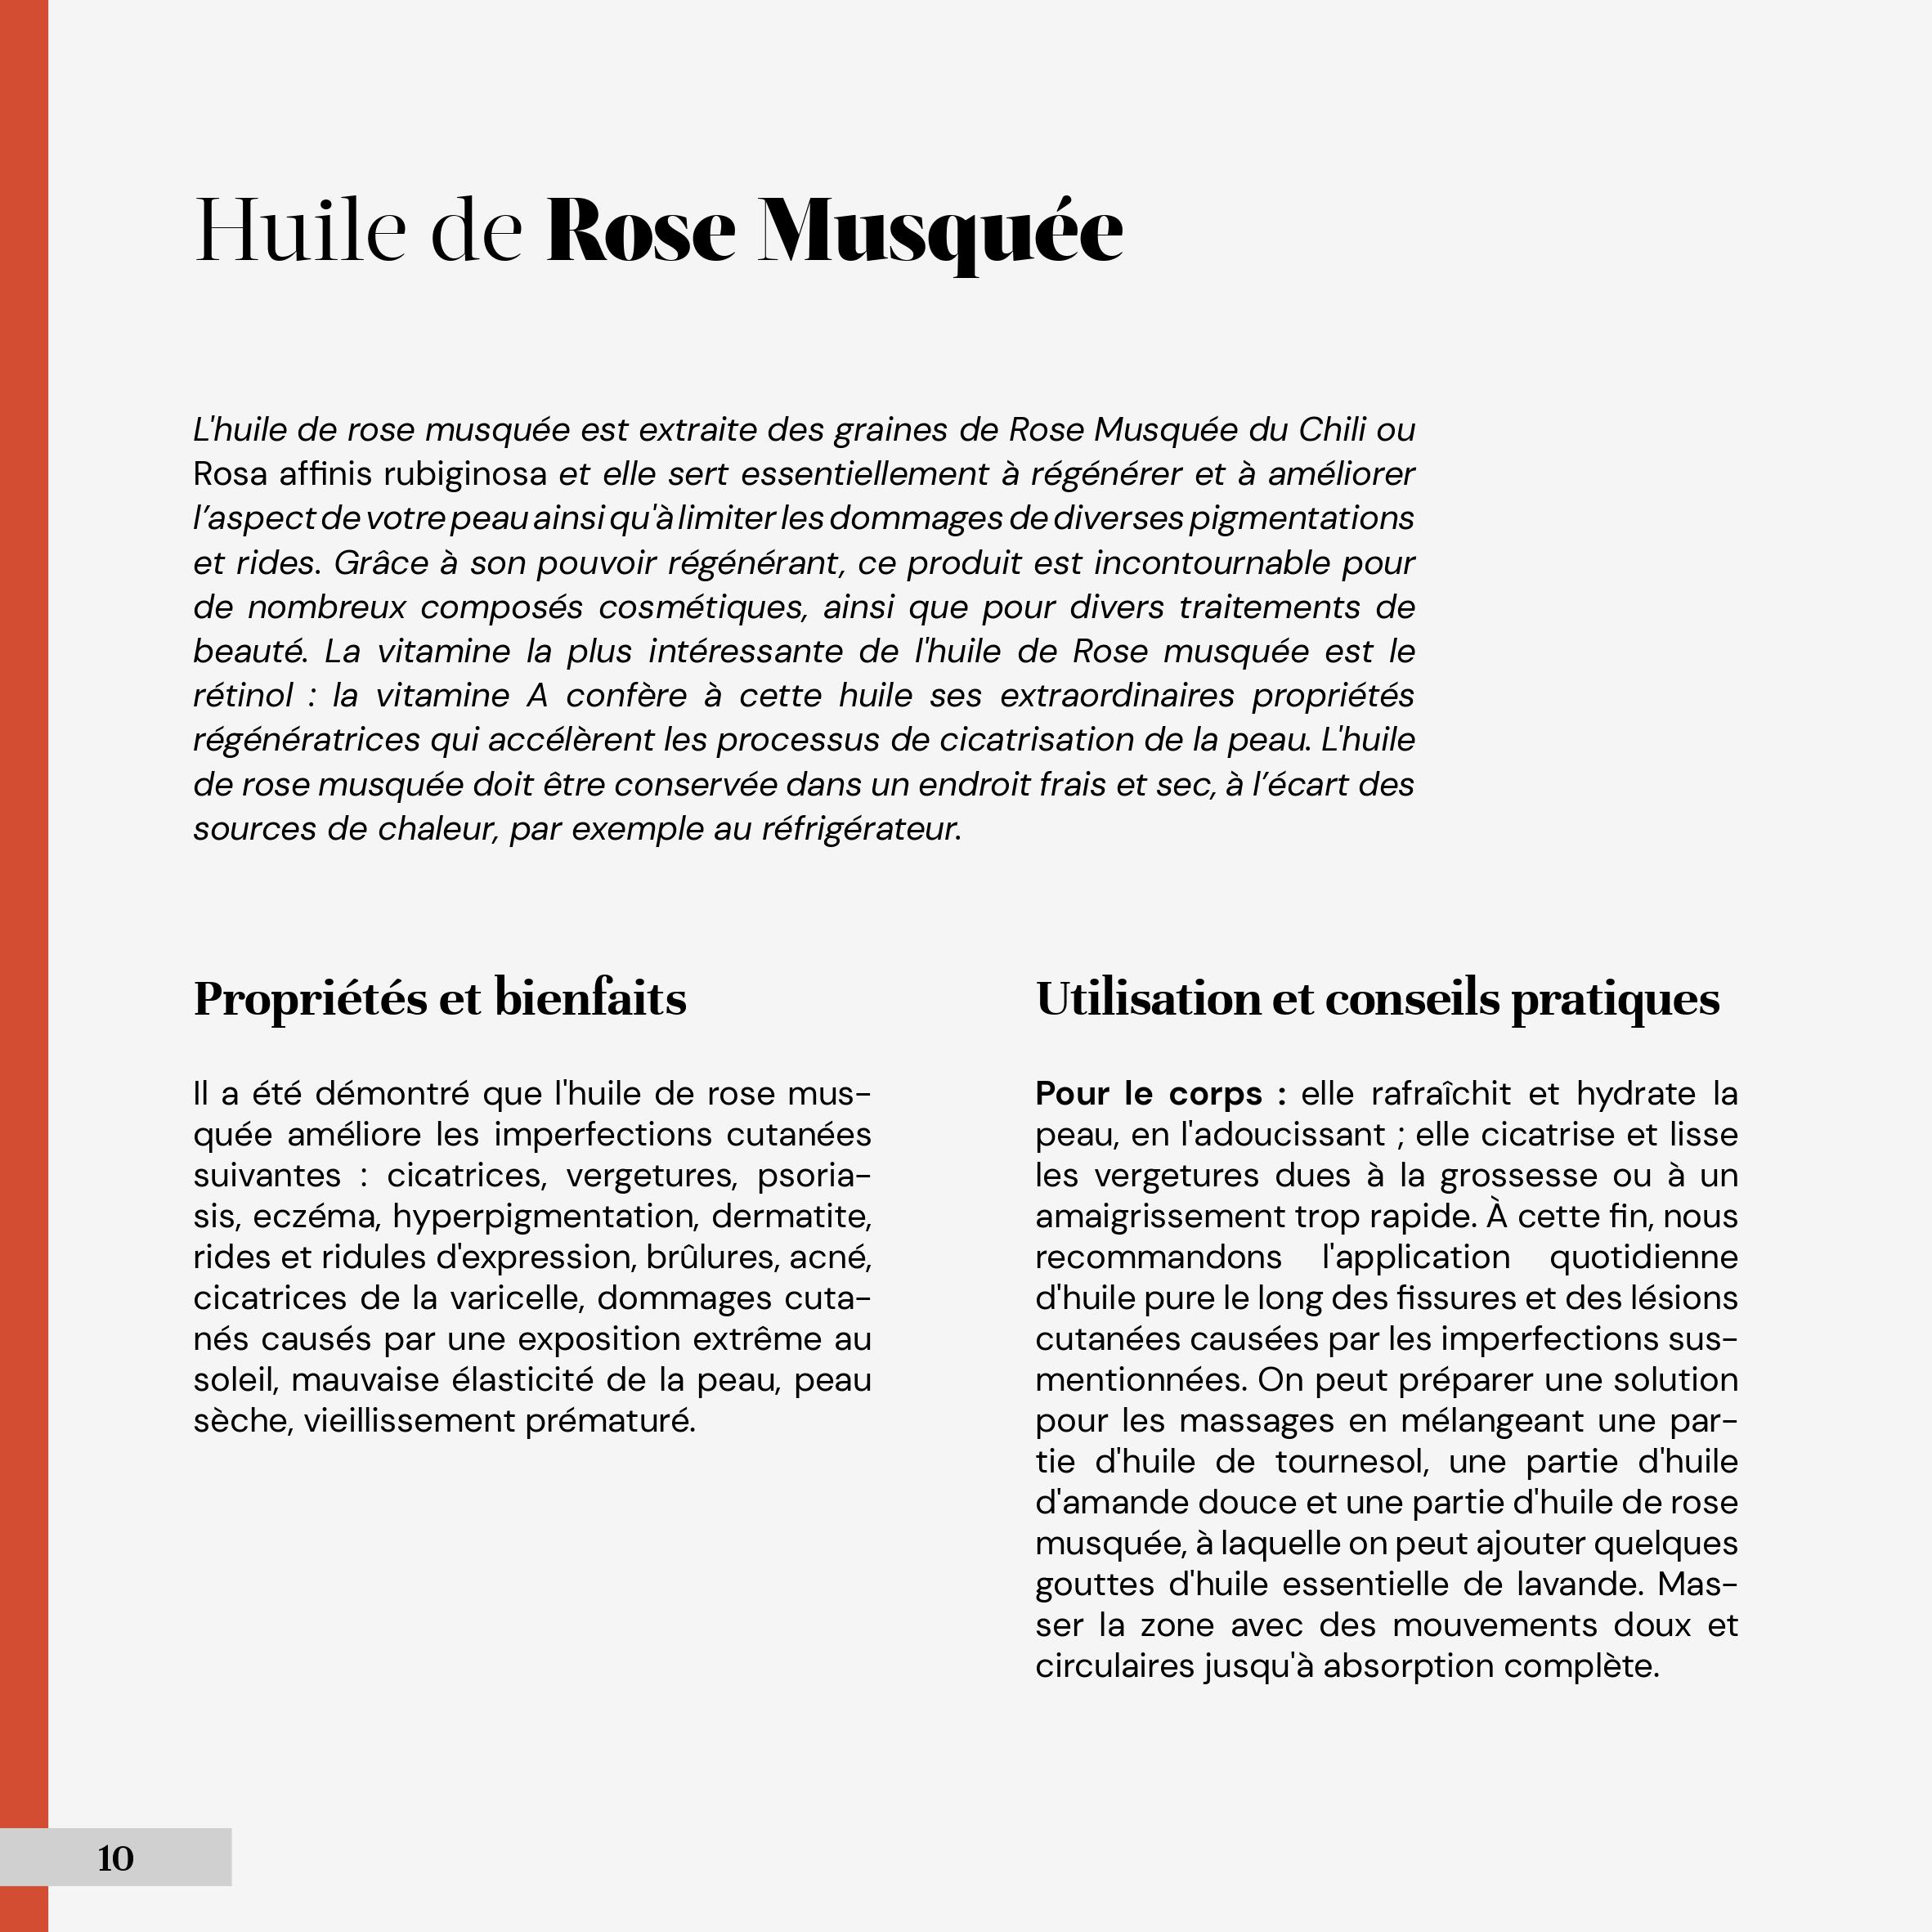 Huile de Rose Musquée
L'huile de rose musquée est extraite des graines de Rose Musquée du Chili ou
Rosa affinis rubiginosa et elle sert essentiellement à régénérer et à améliorer
l’aspect de votre peau ainsi qu'à limiter les dommages de diverses pigmentations
et rides. Grâce à son pouvoir régénérant, ce produit est incontournable pour
de nombreux composés cosmétiques, ainsi que pour divers traitements de
beauté. La vitamine la plus intéressante de l'huile de Rose musquée est le
rétinol : la vitamine A confère à cette huile ses extraordinaires propriétés
régénératrices qui accélèrent les processus de cicatrisation de la peau. L'huile
de rose musquée doit être conservée dans un endroit frais et sec, à l’écart des
sources de chaleur, par exemple au réfrigérateur.
Propriétés et bienfaits
Il a été démontré que l'huile de rose mus-
quée améliore les imperfections cutanées
suivantes : cicatrices, vergetures, psoria-
sis, eczéma, hyperpigmentation, dermatite,
rides et ridules d'expression, brûlures, acné,
cicatrices de la varicelle, dommages cuta-
nés causés par une exposition extrême au
soleil, mauvaise élasticité de la peau, peau
sèche, vieillissement prématuré.
Utilisation et conseils pratiques
Pour le corps : elle rafraîchit et hydrate la
peau, en l'adoucissant ; elle cicatrise et lisse
les vergetures dues à la grossesse ou à un
amaigrissement trop rapide. À cette fin, nous
recommandons l'application quotidienne
d'huile pure le long des fissures et des lésions
cutanées causées par les imperfections sus-
mentionnées. On peut préparer une solution
pour les massages en mélangeant une par-
tie d'huile de tournesol, une partie d'huile
d'amande douce et une partie d'huile de rose
musquée, à laquelle on peut ajouter quelques
gouttes d'huile essentielle de lavande. Mas-
ser la zone avec des mouvements doux et
circulaires jusqu'à absorption complète.
10